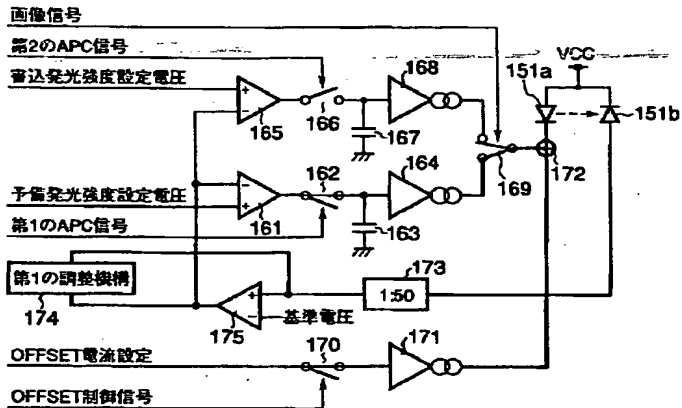 画像信号
第2のAPC信号
書込発光強度設定電圧
予備発光強度設定電圧
第1のAPC信号
第1の調整機構
174
OFFSET電流設定
OFFSET制御信号
165
166
167
168
161
162
163
164
169
VCC
151a
151b
172
173
1:50
175
基準電圧
170
171
+
-
-
+
+
-